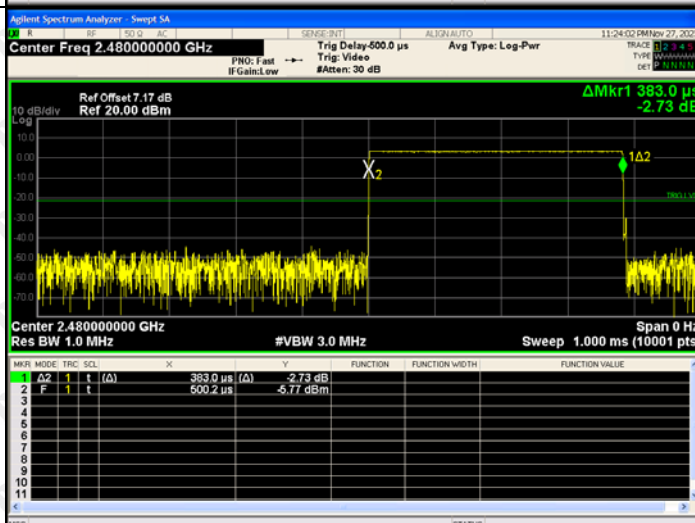 Agilent Spectrum Analyzer - Swept SA
R RF 50 Ω AC SENSE:INT ALIGN AUTO 11:24:02 PM Nov 27, 202
Center Freq 2.480000000 GHz Trig Delay-500.0 µs Avg Type: Log-Pwr TRACE 1 2 3 4 5
PNO: Fast Trig: Video TYPE
IFGain:Low #Atten: 30 dB DET P N N N N
ΔMkr1 383.0 µs
Ref Offset 7.17 dB -2.73 dB
10 dB/div Ref 20.00 dBm
Log
10.0
0.00
1Δ2
X2
-10.0
-20.0
TRIG LVL
-30.0
-40.0
-50.0
-60.0
-70.0
Center 2.480000000 GHz Span 0 Hz
Res BW 1.0 MHz #VBW 3.0 MHz Sweep 1.000 ms (10001 pts
MKR MODE TRC SCL X Y FUNCTION FUNCTION WIDTH FUNCTION VALUE
1 Δ2 1 t (Δ) 383.0 µs (Δ) -2.73 dB
2 F 1 t 500.2 µs -5.77 dBm
3
4
5
6
7
8
9
10
11